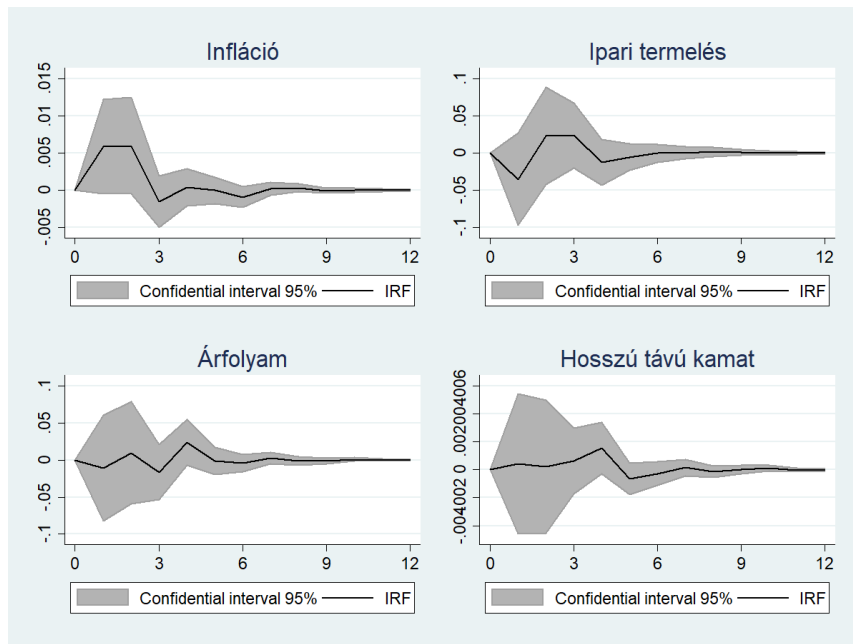 Infláció
.015
.01
.005
0
-.005
0 3 6 9 12
Confidential interval 95% IRF
Ipari termelés
.1
.05
0
-.05
-.1
0 3 6 9 12
Confidential interval 95% IRF
Árfolyam
.1
.05
0
-.05
-.1
0 3 6 9 12
Confidential interval 95% IRF
Hosszú távú kamat
-.004002 0 .002004006
0 3 6 9 12
Confidential interval 95% IRF